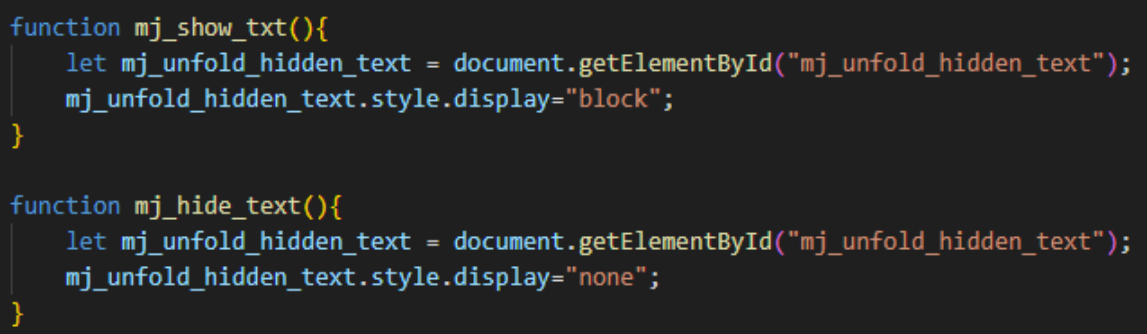 function mj_show_txt(){
let mj_unfold_hidden_text = document.getElementById("mj_unfold_hidden_text");
mj_unfold_hidden_text.style.display="block";
}
function mj_hide_text(){
let mj_unfold_hidden_text = document.getElementById("mj_unfold_hidden_text");
mj_unfold_hidden_text.style.display="none";
}